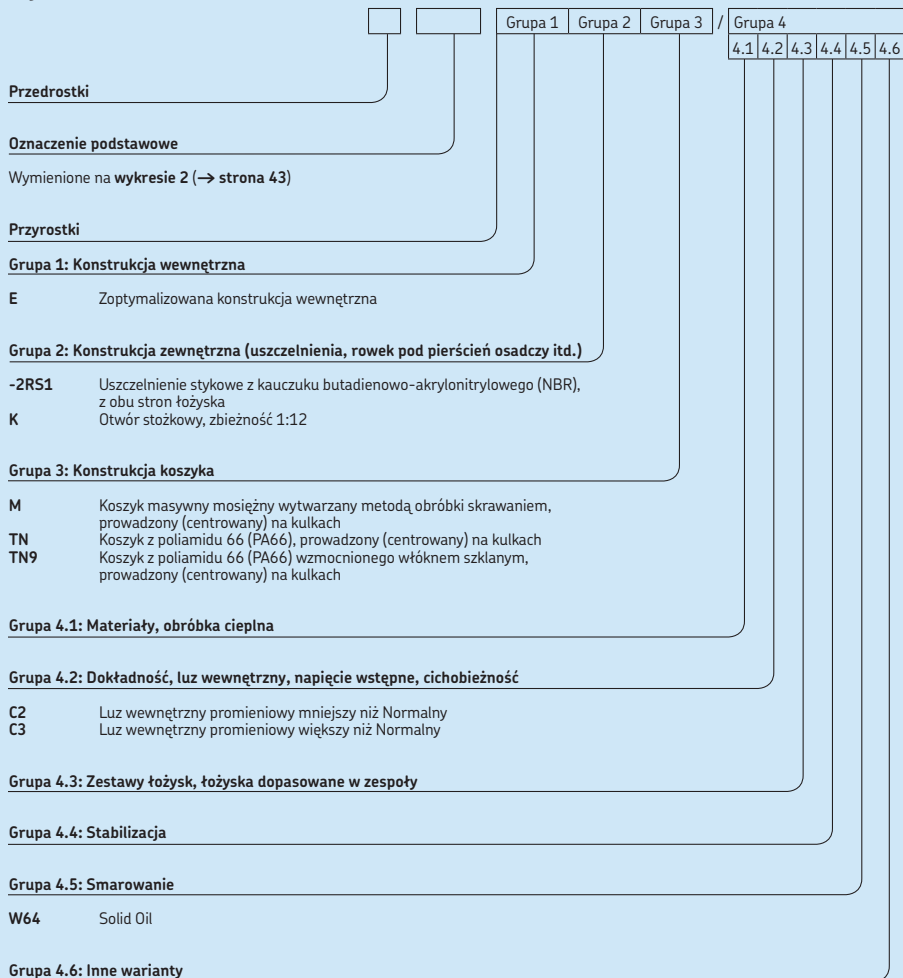 Grupa 1 Grupa 2 Grupa 3 / Grupa 4
4.1 4.2 4.3 4.4 4.5 4.6
Przedrostki
Oznaczenie podstawowe
Wymienione na wykresie 2 (→ strona 43)
Przyrostki
Grupa 1: Konstrukcja wewnętrzna
E Zoptymalizowana konstrukcja wewnętrzna
Grupa 2: Konstrukcja zewnętrzna (uszczelnienia, rowek pod pierścień osadczy itd.)
-2RS1 Uszczelnienie stykowe z kauczuku butadienowo-akrylonitrylowego (NBR),
z obu stron łożyska
K Otwór stożkowy, zbieżność 1:12
Grupa 3: Konstrukcja koszyka
M Koszyk masywny mosiężny wytwarzany metodą obróbki skrawaniem,
prowadzony (centrowany) na kulkach
TN Koszyk z poliamidu 66 (PA66), prowadzony (centrowany) na kulkach
TN9 Koszyk z poliamidu 66 (PA66) wzmocnionego włóknem szklanym,
prowadzony (centrowany) na kulkach
Grupa 4.1: Materiały, obróbka cieplna
Grupa 4.2: Dokładność, luz wewnętrzny, napięcie wstępne, cichobieżność
C2 Luz wewnętrzny promieniowy mniejszy niż Normalny
C3 Luz wewnętrzny promieniowy większy niż Normalny
Grupa 4.3: Zestawy łożysk, łożyska dopasowane w zespoły
Grupa 4.4: Stabilizacja
Grupa 4.5: Smarowanie
W64 Solid Oil
Grupa 4.6: Inne warianty